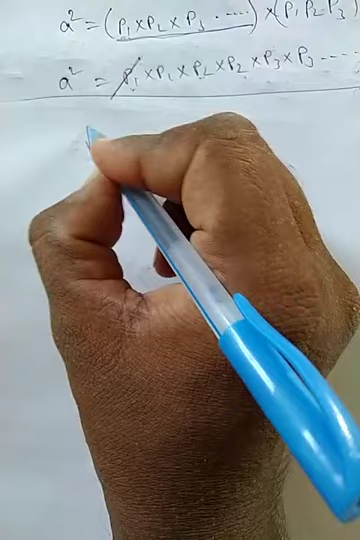 a² = (P₁ × P₂ × P₃ .....) × (P₁ P₂ P₃
a² = P₁ × P₁ × P₂ × P₂ × P₃ × P₃ ....